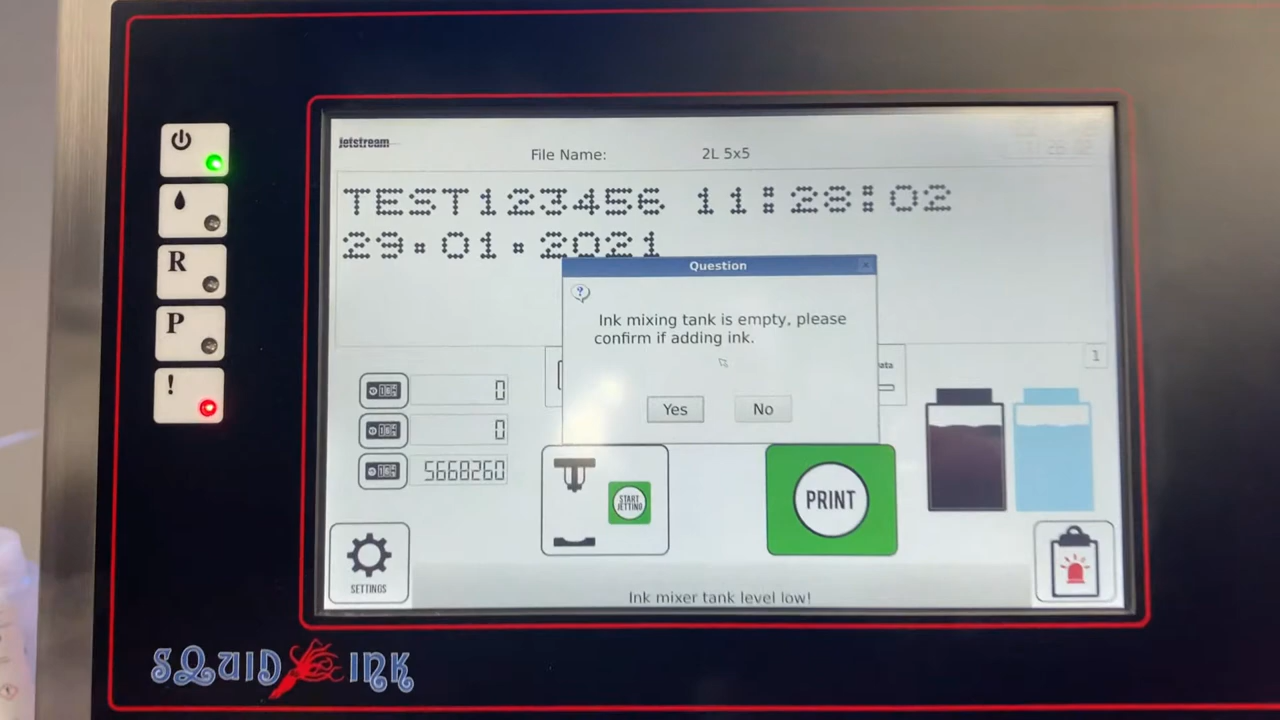 jetstream
File Name: 2L 5x5
TEST123456 11:28:02
29.01.2021
Question
?
Ink mixing tank is empty, please
confirm if adding ink.
Yes No
1
0
0
5668260
START
JETTING
PRINT
SETTINGS
Ink mixer tank level low!
R
P
!
SQUID INK